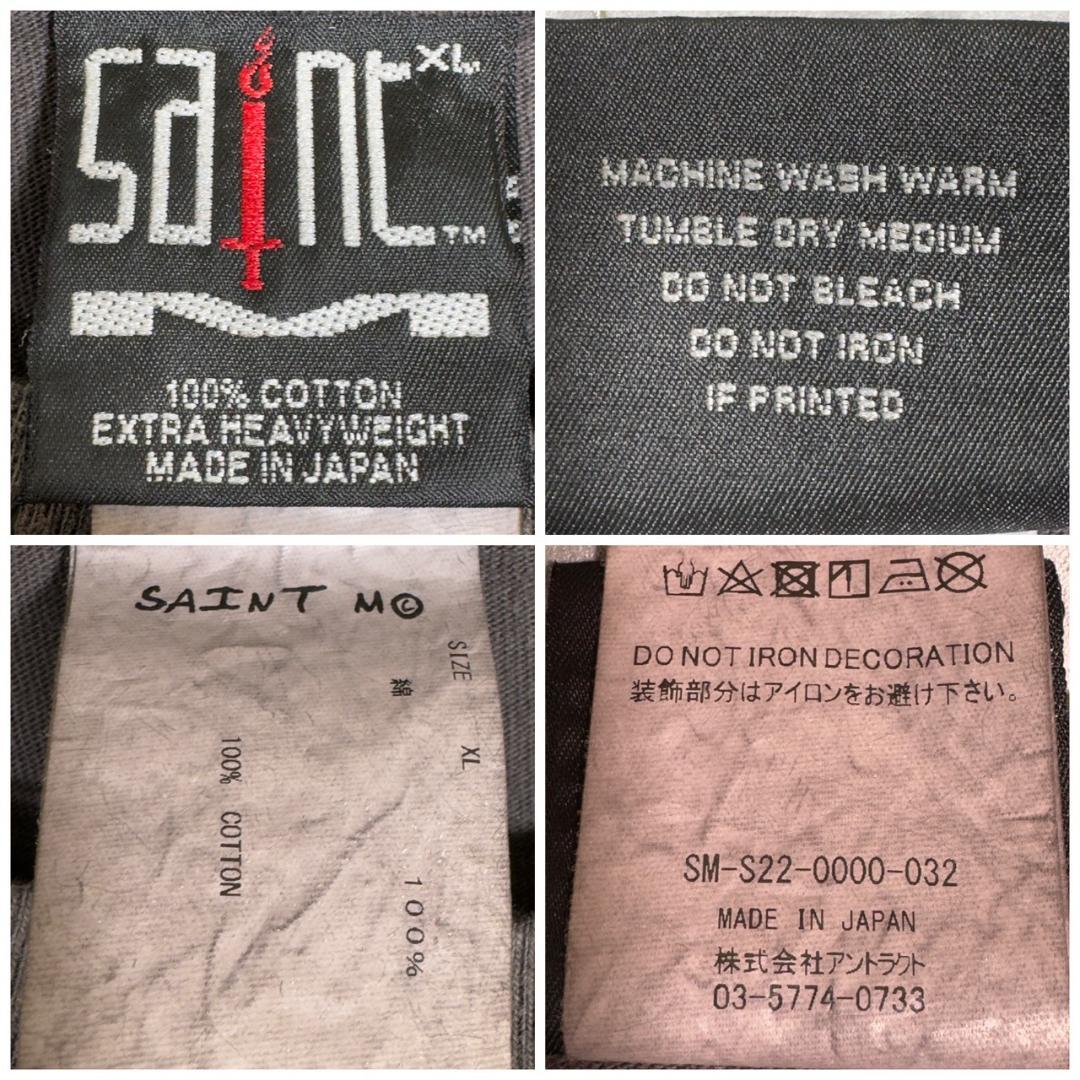 saint XL
TM
100% COTTON
EXTRA HEAVYWEIGHT
MADE IN JAPAN
MACHINE WASH WARM
TUMBLE DRY MEDIUM
DO NOT BLEACH
DO NOT IRON
IF PRINTED
SAINT M©
SIZE XL
綿 100%
100% COTTON
DO NOT IRON DECORATION
装飾部分はアイロンをお避け下さい。
SM-S22-0000-032
MADE IN JAPAN
株式会社アントラクト
03-5774-0733